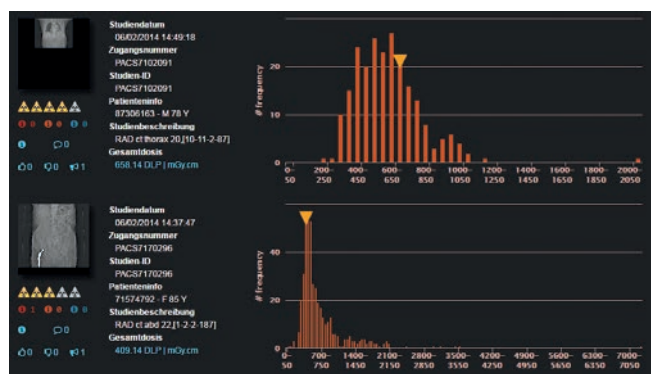 Studiendatum
06/02/2014 14:49:18
Zugangsnummer
PACS7102091
Studien-ID
PACS7102091
Patienteninfo
87306163 - M 78 Y
Studienbeschreibung
RAD ct thorax 20,[10-11-2-87]
Gesamtdosis
658.14 DLP | mGy.cm
0 0 0
0
0 0 1
# frequency
20
10
0
0- 200- 400- 600- 800- 1000- 1200- 1400- 1600- 1800- 2000-
50 250 450 650 850 1050 1250 1450 1650 1850 2050
Studiendatum
06/02/2014 14:37:47
Zugangsnummer
PACS7170296
Studien-ID
PACS7170296
Patienteninfo
71574792 - F 85 Y
Studienbeschreibung
RAD ct abd 22,[1-2-2-187]
Gesamtdosis
409.14 DLP | mGy.cm
1 0 0
0
0 0 1
# frequency
40
20
0
0- 700- 1400- 2100- 2800- 3500- 4200- 4900- 5600- 6300- 7000-
50 750 1450 2150 2850 3550 4250 4950 5650 6350 7050